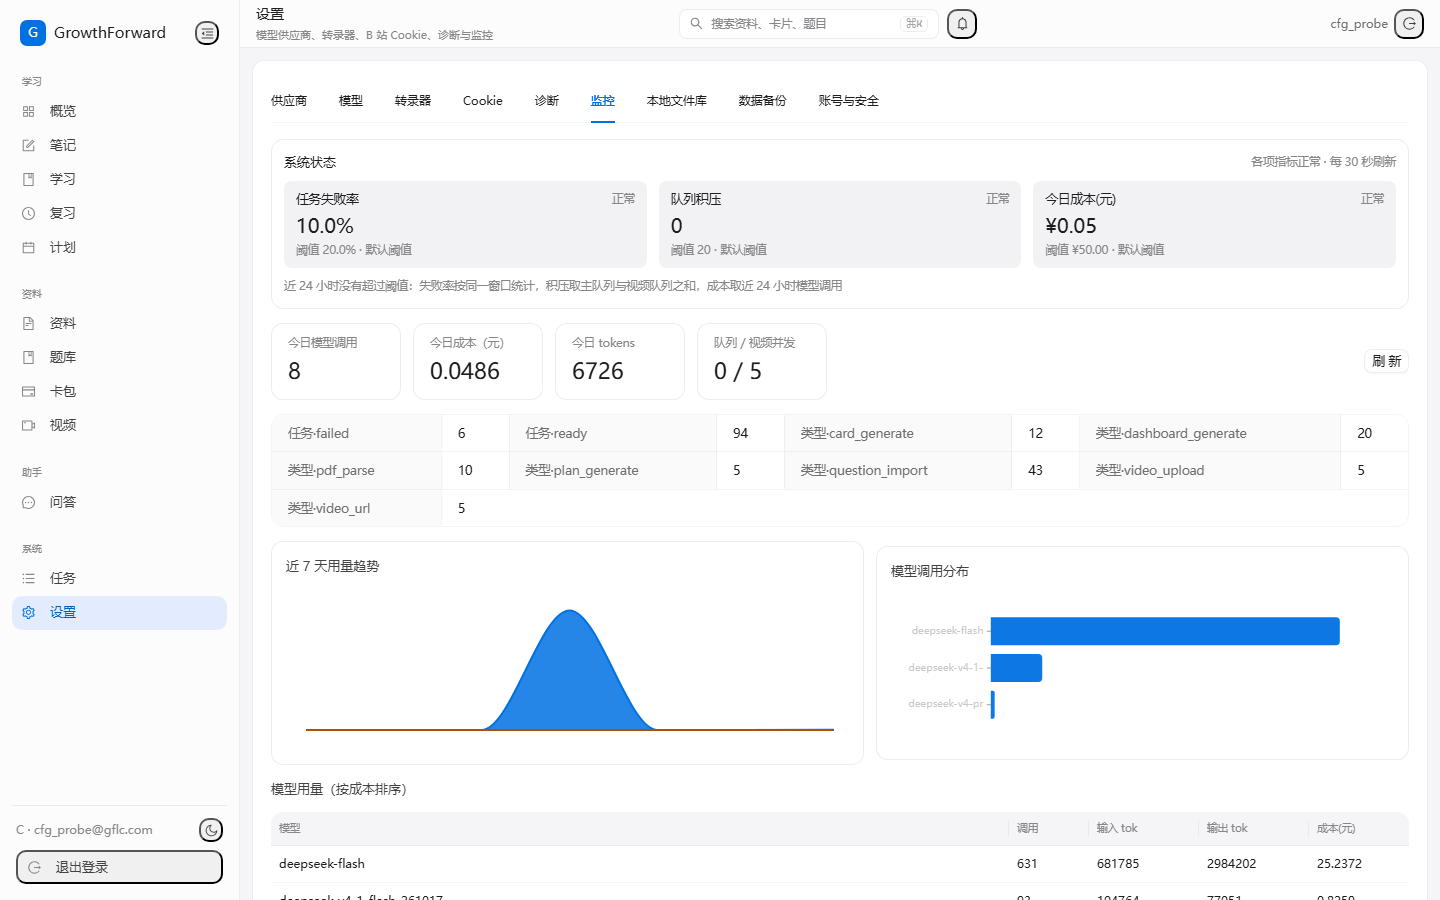 G GrowthForward
学习
概览
笔记
学习
复习
计划
资料
资料
题库
卡包
视频
助手
问答
系统
任务
设置
C · cfg_probe@gflc.com
退出登录
设置
模型供应商、转录器、B 站 Cookie、诊断与监控
搜索资料、卡片、题目 ⌘K
cfg_probe
供应商 模型 转录器 Cookie 诊断 监控 本地文件库 数据备份 账号与安全
系统状态 各项指标正常 · 每 30 秒刷新
任务失败率 正常
10.0%
阈值 20.0% · 默认阈值
队列积压 正常
0
阈值 20 · 默认阈值
今日成本(元) 正常
¥0.05
阈值 ¥50.00 · 默认阈值
近 24 小时没有超过阈值：失败率按同一窗口统计，积压取主队列与视频队列之和，成本取近 24 小时模型调用
今日模型调用
8
今日成本（元）
0.0486
今日 tokens
6726
队列 / 视频并发
0 / 5
刷 新
任务·failed 6 任务·ready 94 类型·card_generate 12 类型·dashboard_generate 20
类型·pdf_parse 10 类型·plan_generate 5 类型·question_import 43 类型·video_upload 5
类型·video_url 5
近 7 天用量趋势
模型调用分布
deepseek-flash
deepseek-v4-1-
deepseek-v4-pr
模型用量（按成本排序）
模型 调用 输入 tok 输出 tok 成本(元)
deepseek-flash 631 681785 2984202 25.2372